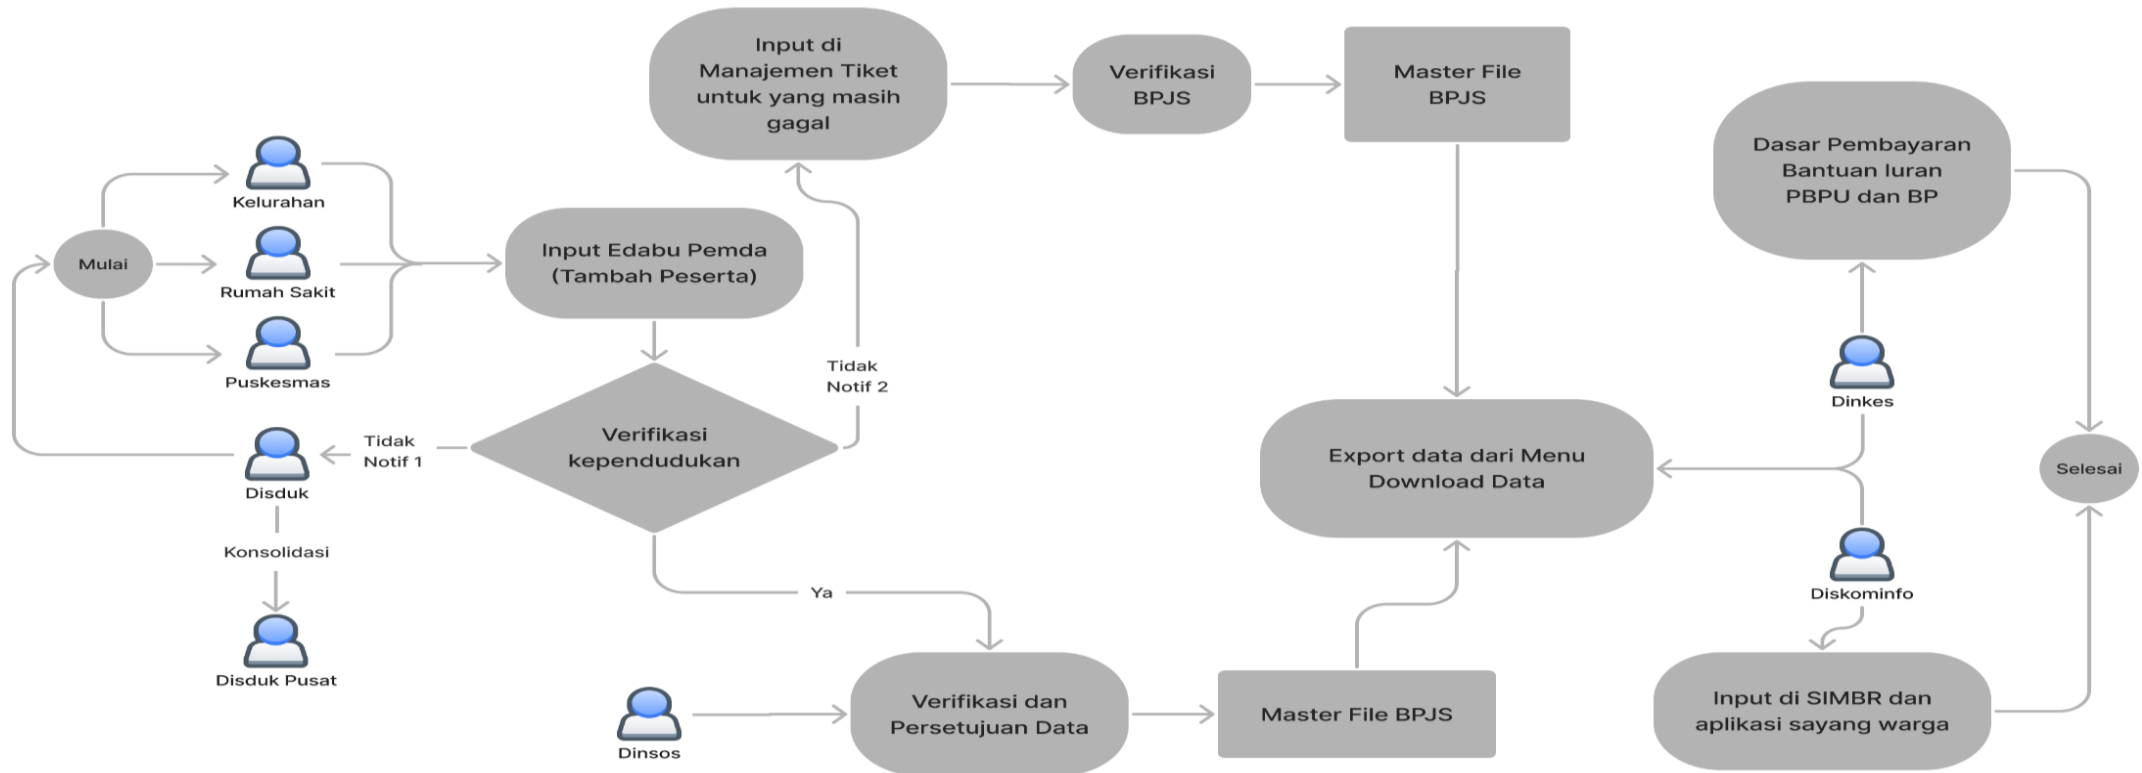 Input di
Manajemen Tiket
untuk yang masih
gagal
Verifikasi
BPJS
Master File
BPJS
Dasar Pembayaran
Bantuan Iuran
PBPU dan BP
Kelurahan
Mulai
Rumah Sakit
Puskesmas
Input Edabu Pemda
(Tambah Peserta)
Tidak
Notif 2
Dinkes
Verifikasi
kependudukan
Tidak
Notif 1
Disduk
Export data dari Menu
Download Data
Selesai
Konsolidasi
Disduk Pusat
Ya
Diskominfo
Dinsos
Verifikasi dan
Persetujuan Data
Master File BPJS
Input di SIMBR dan
aplikasi sayang warga